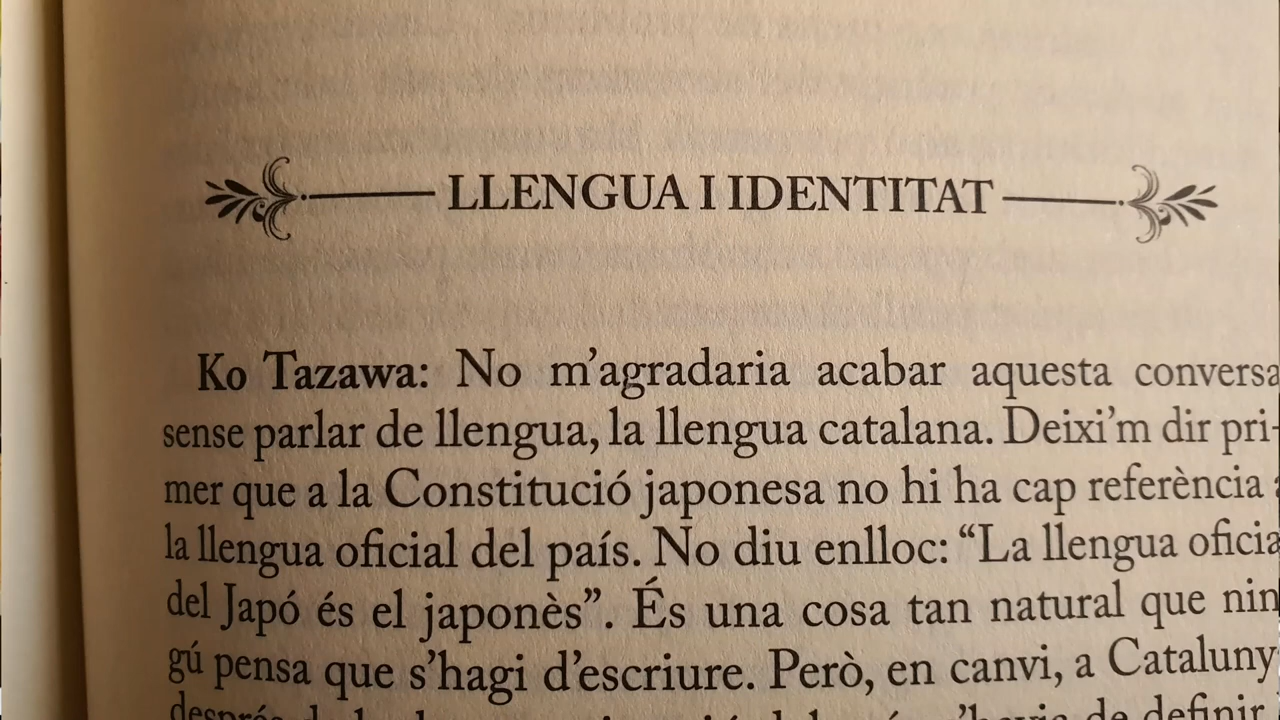 LLENGUA I IDENTITAT
Ko Tazawa: No m’agradaria acabar aquesta conversa
sense parlar de llengua, la llengua catalana. Deixi’m dir pri-
mer que a la Constitució japonesa no hi ha cap referència
la llengua oficial del país. No diu enlloc: “La llengua oficia
del Japó és el japonès”. És una cosa tan natural que nin
gú pensa que s’hagi d’escriure. Però, en canvi, a Cataluny
després de definir